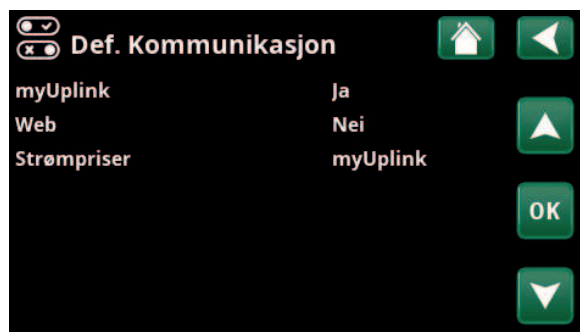 Def. Kommunikasjon
myUplink Ja
Web Nei
Strømpriser myUplink
OK